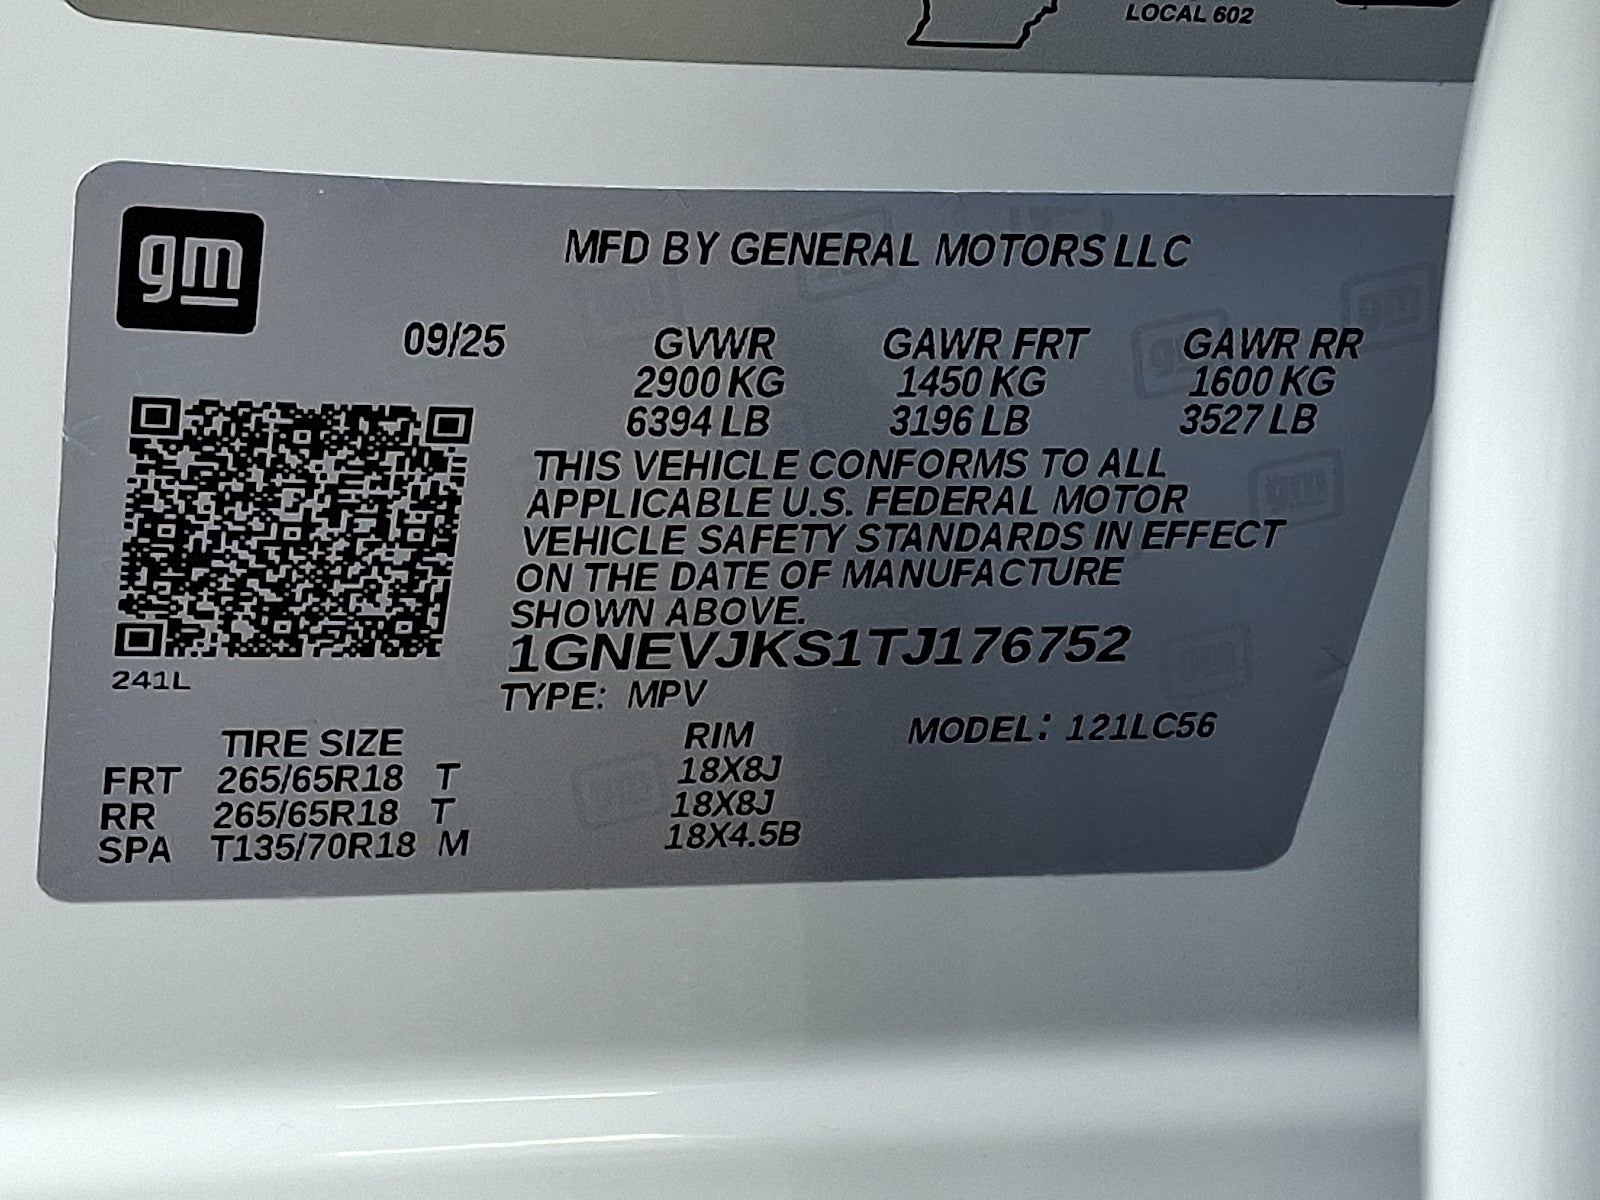 LOCAL 602
gm
MFD BY GENERAL MOTORS LLC
09/25 GVWR GAWR FRT GAWR RR
2900 KG 1450 KG 1600 KG
6394 LB 3196 LB 3527 LB
THIS VEHICLE CONFORMS TO ALL
APPLICABLE U.S. FEDERAL MOTOR
VEHICLE SAFETY STANDARDS IN EFFECT
ON THE DATE OF MANUFACTURE
SHOWN ABOVE.
1GNEVJKS1TJ176752
241L
TYPE: MPV
TIRE SIZE RIM MODEL: 121LC56
FRT 265/65R18 T 18X8J
RR 265/65R18 T 18X8J
SPA T135/70R18 M 18X4.5B